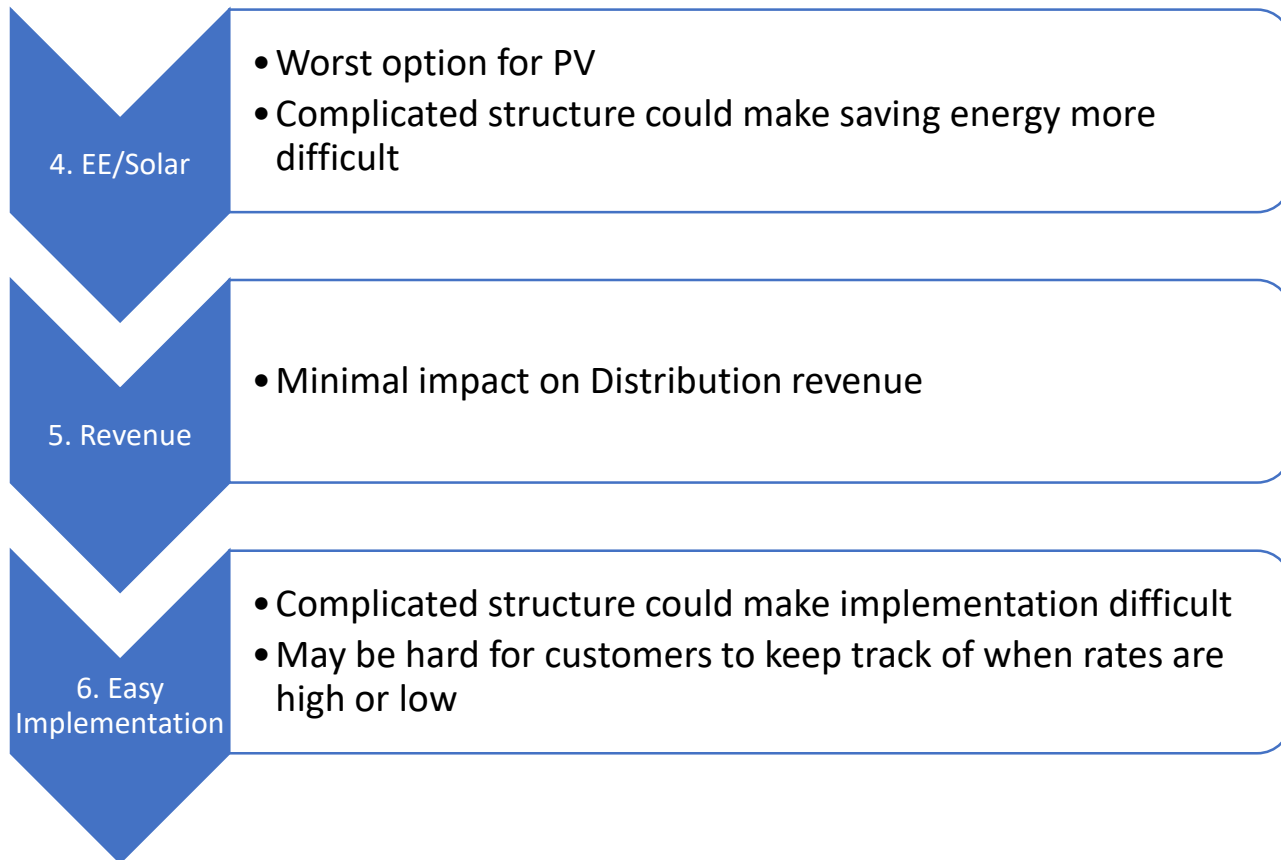 4. EE/Solar
• Worst option for PV
• Complicated structure could make saving energy more
difficult
5. Revenue
• Minimal impact on Distribution revenue
6. Easy
Implementation
• Complicated structure could make implementation difficult
• May be hard for customers to keep track of when rates are
high or low